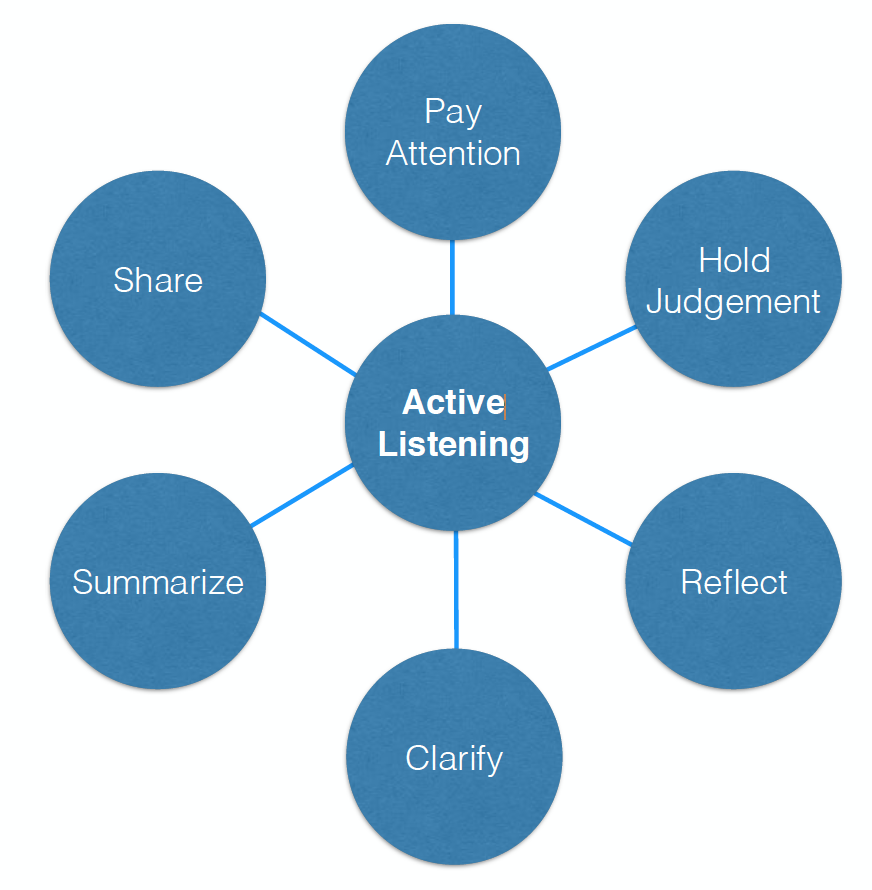 Pay
Attention
Hold
Judgement
Share
Active
Listening
Summarize
Reflect
Clarify